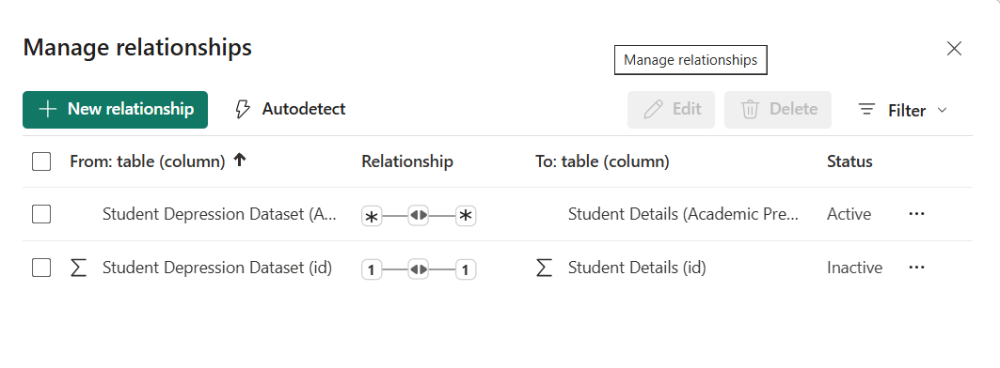 Manage relationships
Manage relationships
New relationship Autodetect Edit Delete Filter
From: table (column) Relationship To: table (column) Status
Student Depression Dataset (A... * * Student Details (Academic Pre... Active ...
Σ Student Depression Dataset (id) 1 1 Σ Student Details (id) Inactive ...